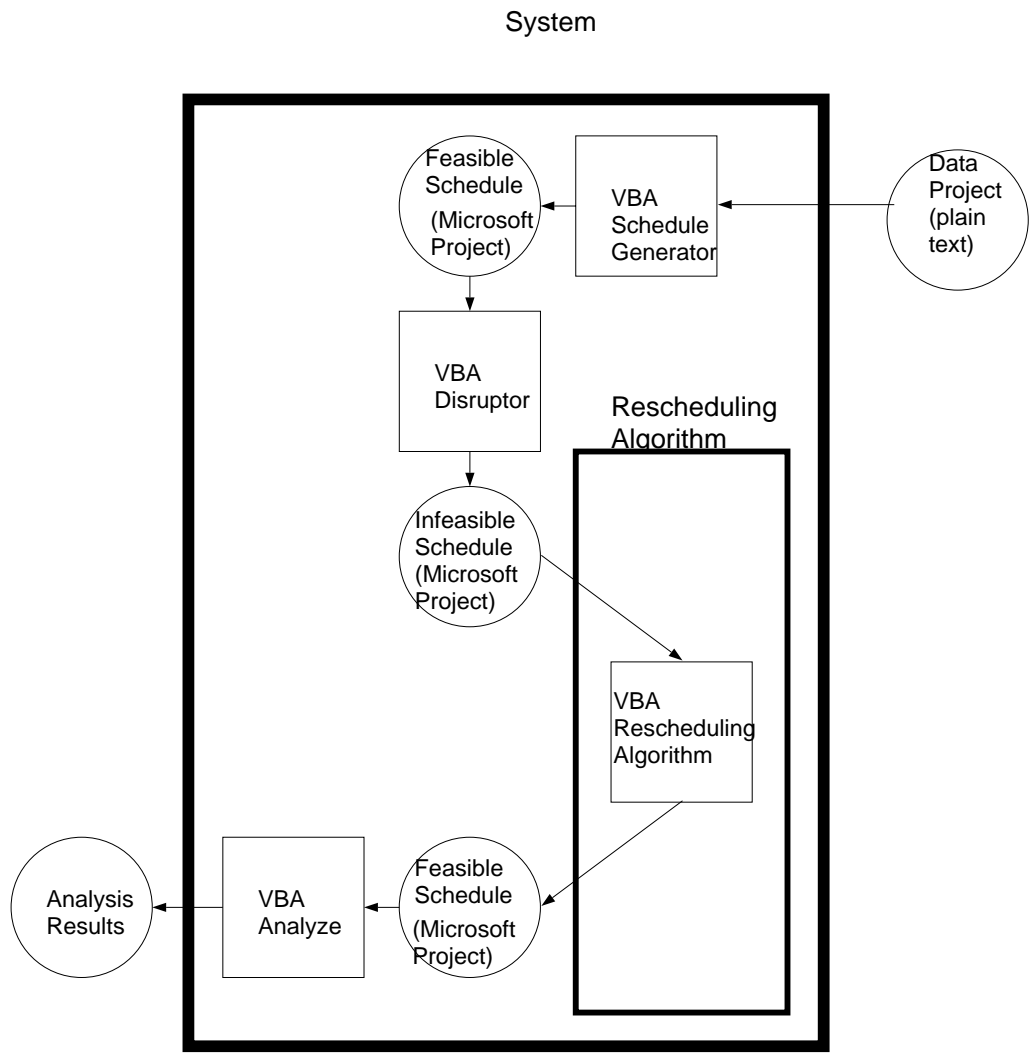 System
Feasible
Schedule
(Microsoft
Project)
VBA
Schedule
Generator
Data
Project
(plain
text)
VBA
Disruptor
Rescheduling
Algorithm
Infeasible
Schedule
(Microsoft
Project)
VBA
Rescheduling
Algorithm
Analysis
Results
VBA
Analyze
Feasible
Schedule
(Microsoft
Project)